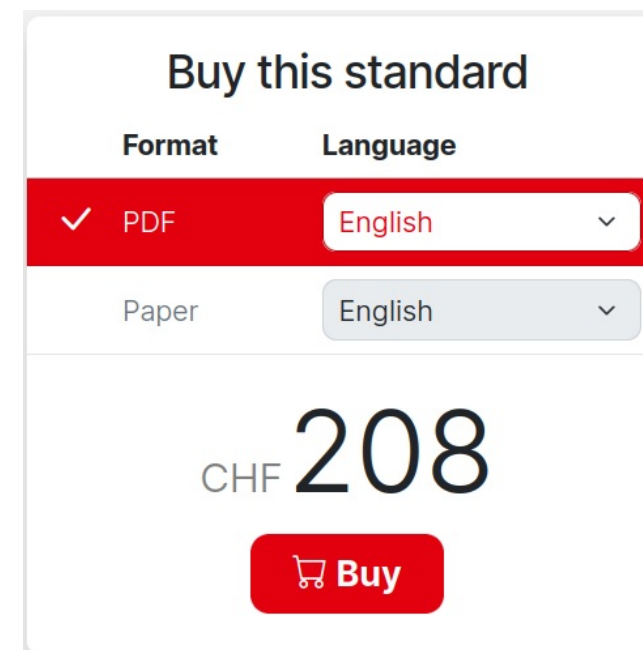 Buy this standard
Format Language
PDF English
Paper English
CHF 208
Buy